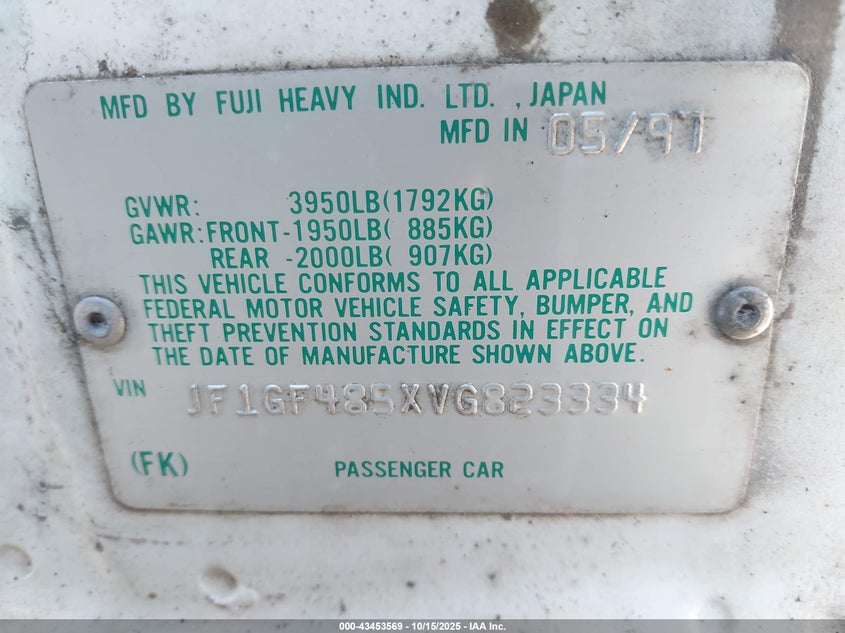 MFD BY FUJI HEAVY IND. LTD. , JAPAN
MFD IN 05/97
GVWR: 3950LB(1792KG)
GAWR:FRONT-1950LB( 885KG)
REAR -2000LB( 907KG)
THIS VEHICLE CONFORMS TO ALL APPLICABLE
FEDERAL MOTOR VEHICLE SAFETY, BUMPER, AND
THEFT PREVENTION STANDARDS IN EFFECT ON
THE DATE OF MANUFACTURE SHOWN ABOVE.
VIN JF1GF485XVG823334
(FK) PASSENGER CAR
000-43453569 - 10/15/2025 - IAA Inc.